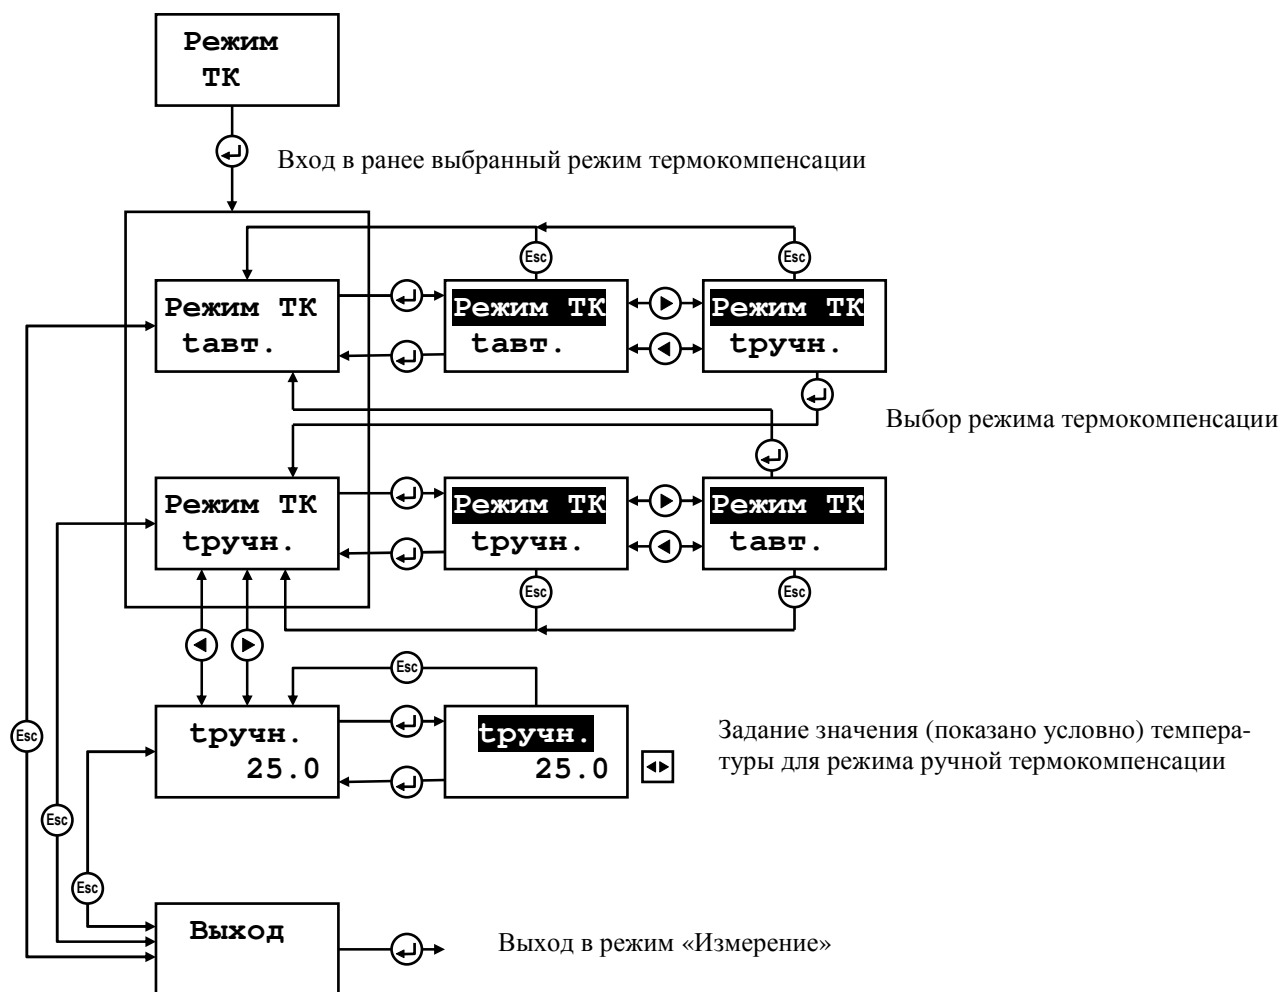 Режим
ТК
Вход в ранее выбранный режим термокомпенсации
Esc
Esc
Режим ТК
tавт.
Режим ТК
tавт.
Режим ТК
tручн.
Выбор режима термокомпенсации
Режим ТК
tручн.
Режим ТК
tручн.
Режим ТК
tавт.
Esc
Esc
Esc
tручн.
25.0
tручн.
25.0
Задание значения (показано условно) темпера-
туры для режима ручной термокомпенсации
Esc
Esc
Esc
Выход
Выход в режим «Измерение»